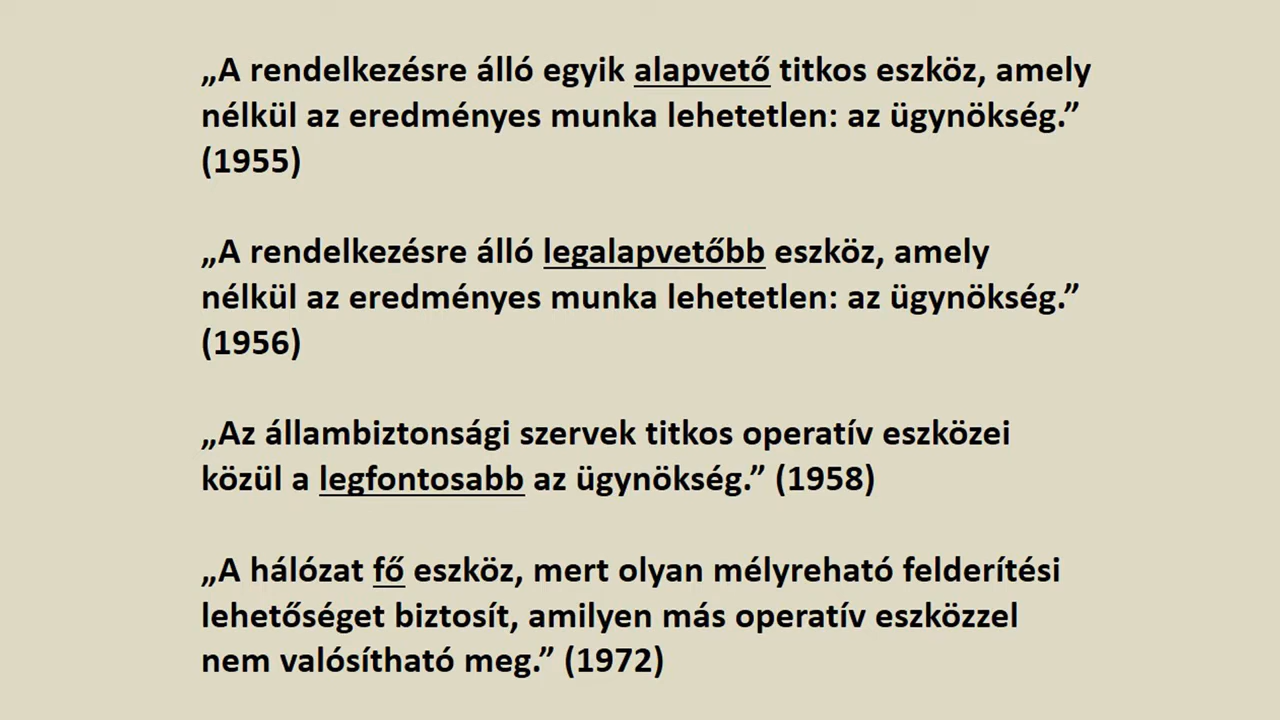 „A rendelkezésre álló egyik alapvető titkos eszköz, amely
nélkül az eredményes munka lehetetlen: az ügynökség.”
(1955)
„A rendelkezésre álló legalapvetőbb eszköz, amely
nélkül az eredményes munka lehetetlen: az ügynökség.”
(1956)
„Az állambiztonsági szervek titkos operatív eszközei
közül a legfontosabb az ügynökség.” (1958)
„A hálózat fő eszköz, mert olyan mélyreható felderítési
lehetőséget biztosít, amilyen más operatív eszközzel
nem valósítható meg.” (1972)